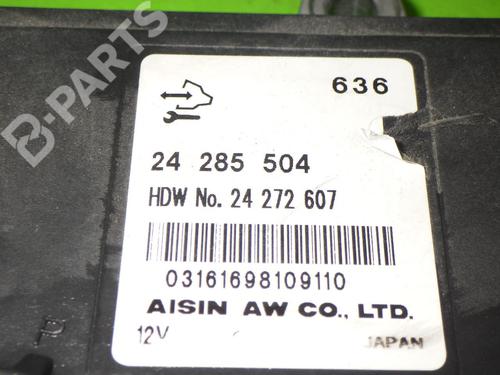 B-PARTS
636
24 285 504
HDW No. 24 272 607
03161698109110
AISIN AW CO., LTD.
12V
JAPAN
P